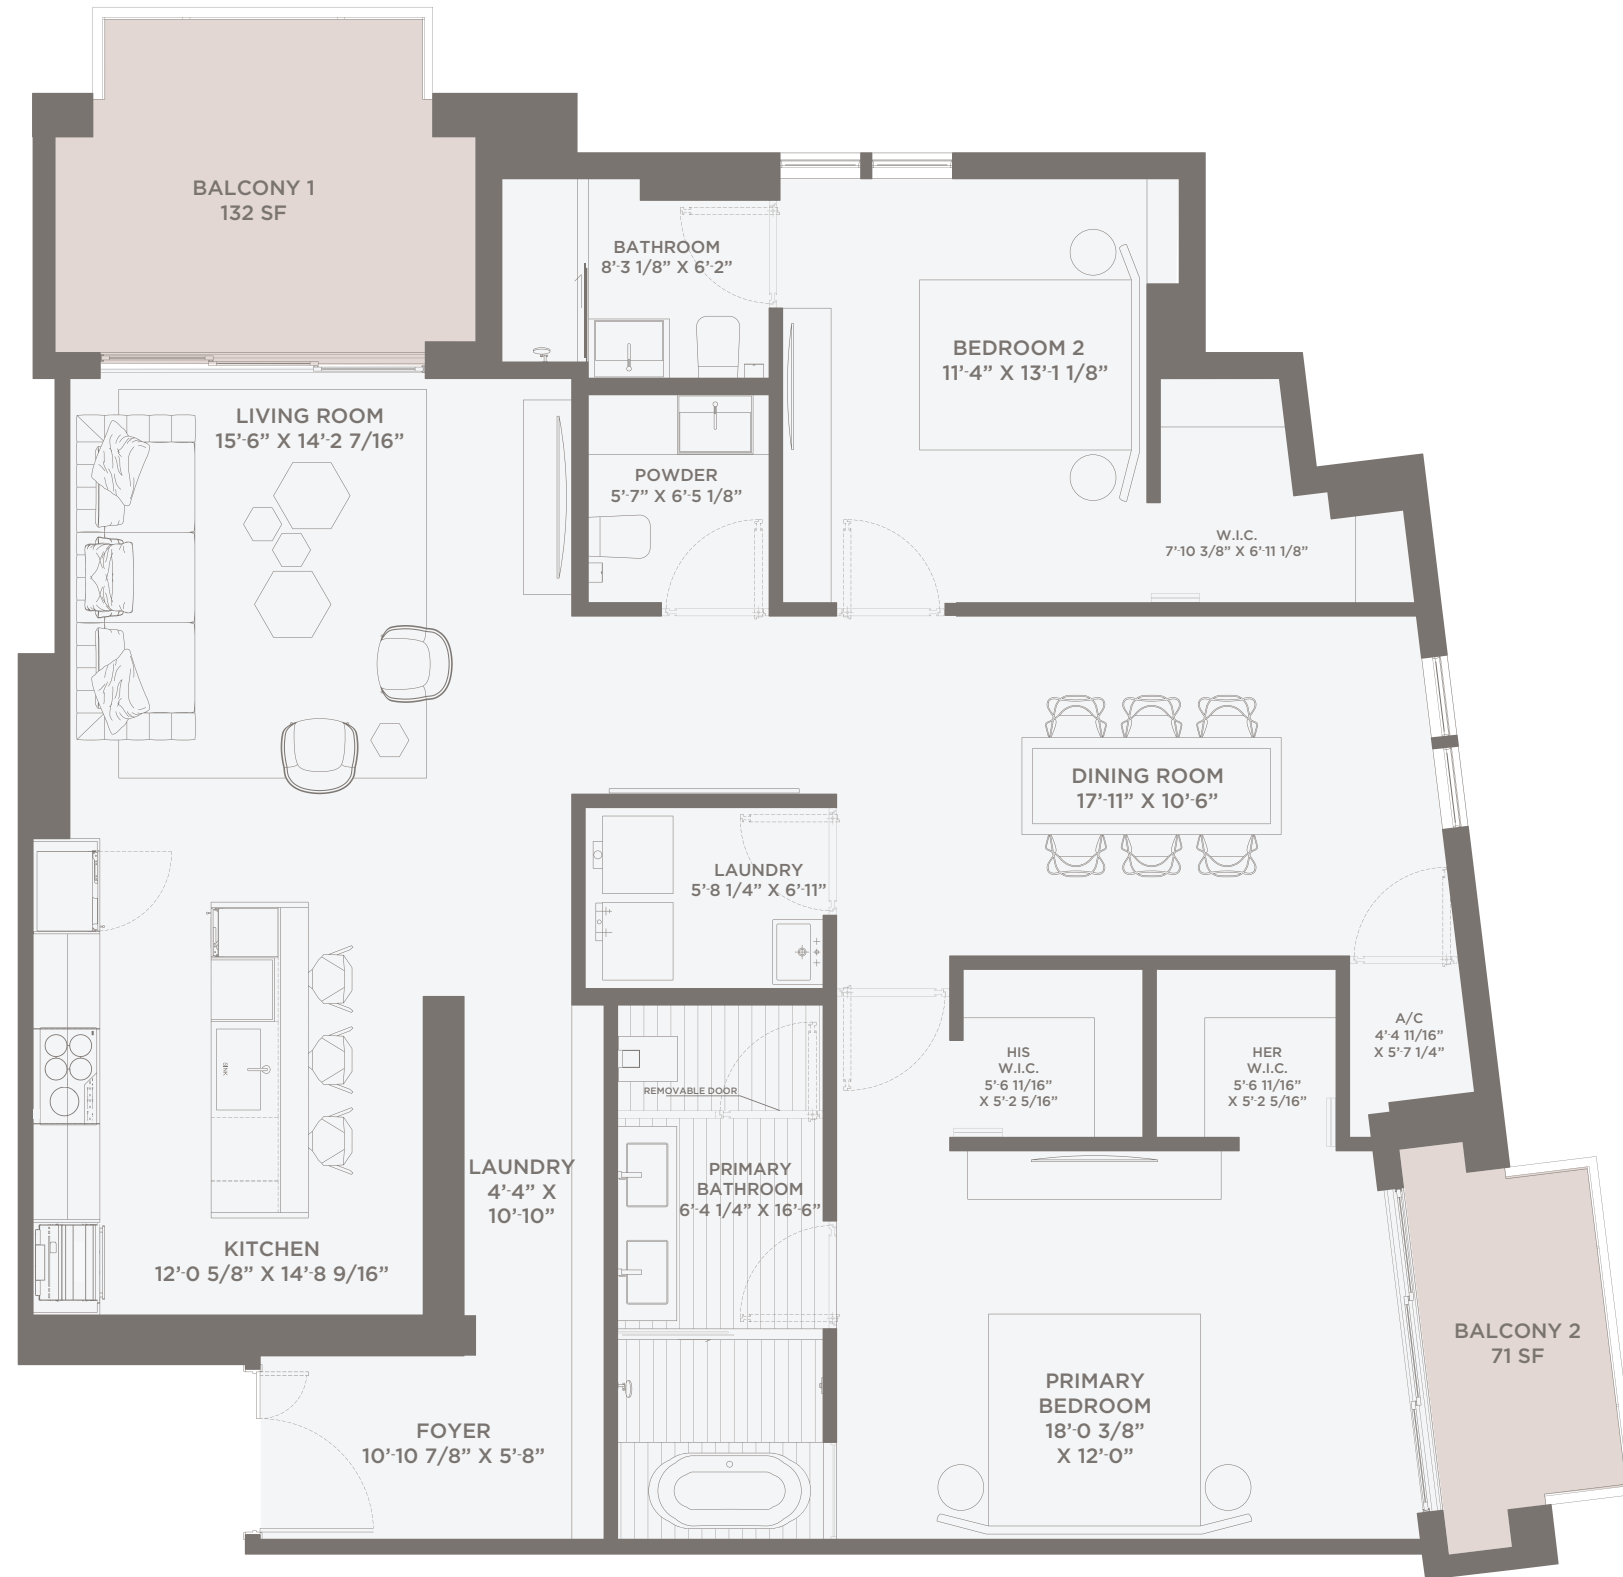 BALCONY 1
132 SF
BATHROOM
8'-3 1/8" X 6'-2"
BEDROOM 2
11'-4" X 13'-1 1/8"
LIVING ROOM
15'-6" X 14'-2 7/16"
POWDER
5'-7" X 6'-5 1/8"
W.I.C.
7'-10 3/8" X 6'-11 1/8"
DINING ROOM
17'-11" X 10'-6"
LAUNDRY
5'-8 1/4" X 6'-11"
A/C
4'-4 11/16"
X 5'-7 1/4"
HIS
W.I.C.
5'-6 11/16"
X 5'-2 5/16"
HER
W.I.C.
5'-6 11/16"
X 5'-2 5/16"
REMOVABLE DOOR
SINK
LAUNDRY
4'-4" X
10'-10"
PRIMARY
BATHROOM
6'-4 1/4" X 16'-6"
KITCHEN
12'-0 5/8" X 14'-8 9/16"
BALCONY 2
71 SF
PRIMARY
BEDROOM
18'-0 3/8"
X 12'-0"
FOYER
10'-10 7/8" X 5'-8"